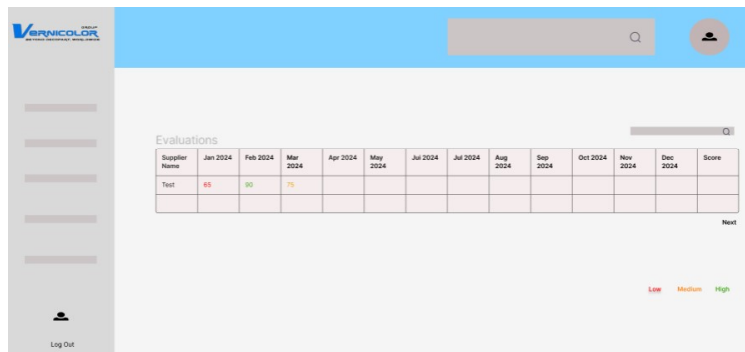 GROUP
VERNICOLOR
Evaluations
Supplier Name Jan 2024 Feb 2024 Mar 2024 Apr 2024 May 2024 Jul 2024 Jul 2024 Aug 2024 Sep 2024 Oct 2024 Nov 2024 Dec 2024 Score
Test 65 90 75
Next
Low Medium High
Log Out